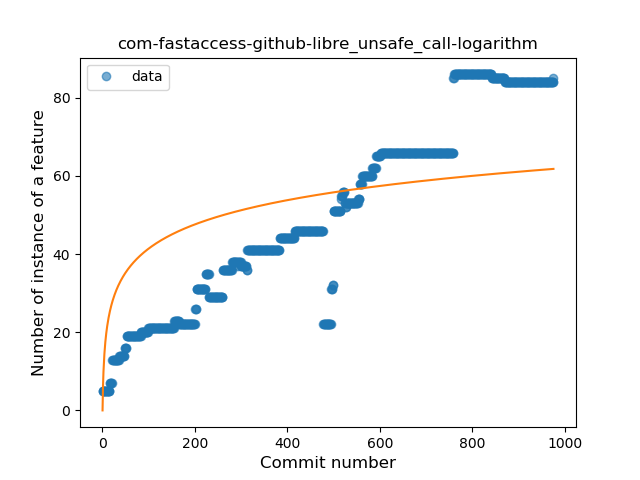 com-fastaccess-github-libre_unsafe_call-logarithm
data
Number of instance of a feature
80
60
40
20
0
0 200 400 600 800 1000
Commit number